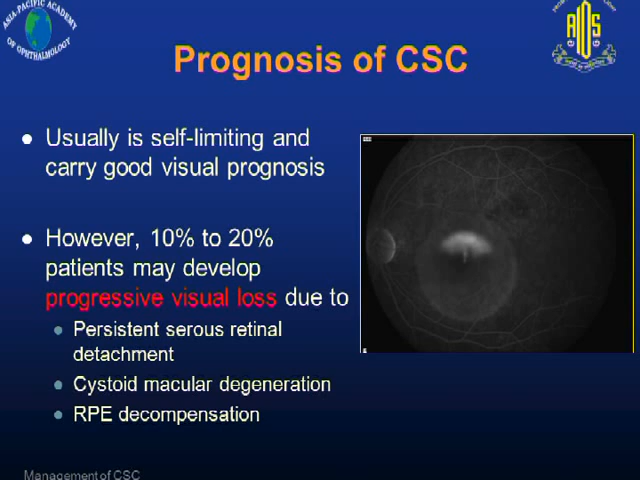 ASIA-PACIFIC ACADEMY
OF OPHTHALMOLOGY
AIOS
Prognosis of CSC
● Usually is self-limiting and
carry good visual prognosis
● However, 10% to 20%
patients may develop
progressive visual loss due to
● Persistent serous retinal
detachment
● Cystoid macular degeneration
● RPE decompensation
Management of CSC